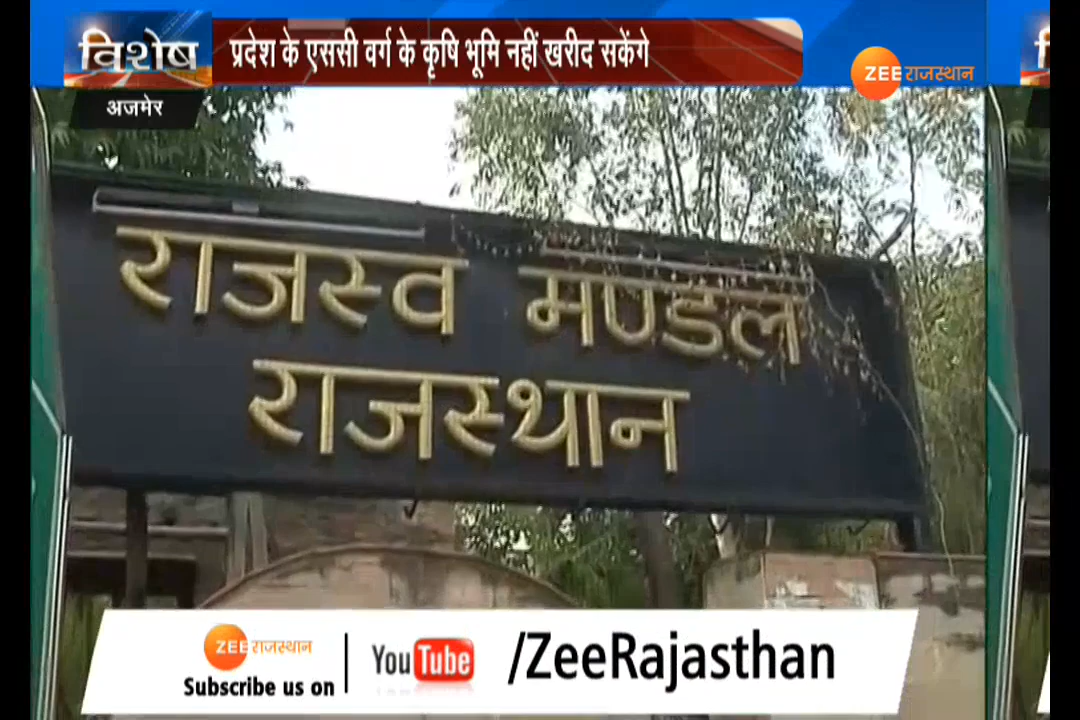 विशेष
प्रदेश के एससी वर्ग के कृषि भूमि नहीं खरीद सकेंगे
ZEE राजस्थान
अजमेर
राजस्व मण्डल
राजस्थान
ZEE राजस्थान
Subscribe us on
YouTube
/ZeeRajasthan